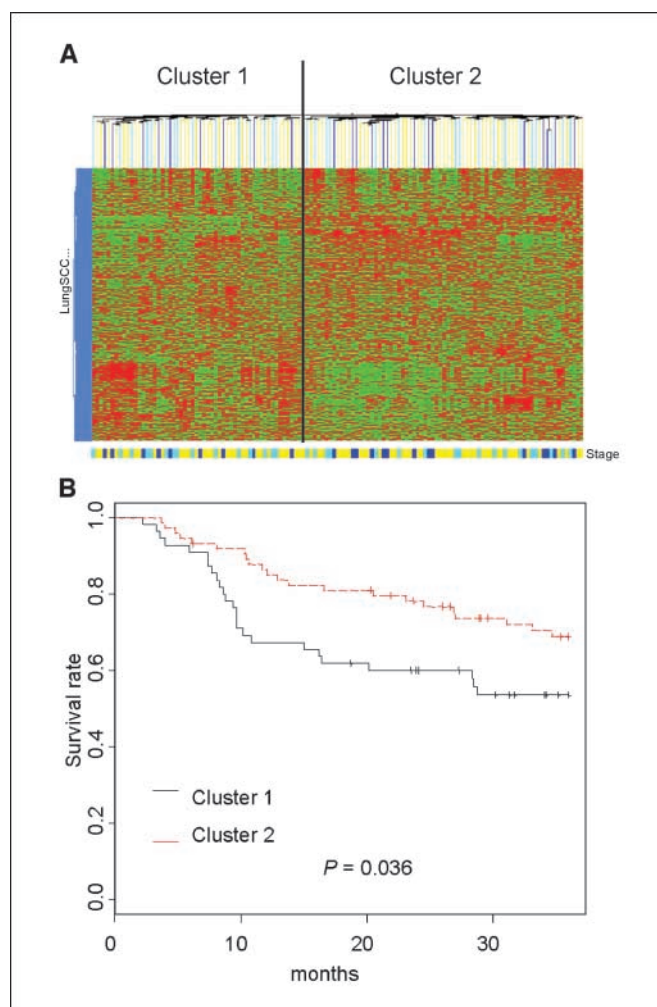 A
Cluster 1
Cluster 2
LungSCC...
Stage
B
1.0
0.8
0.6
0.4
0.2
0.0
Survival rate
Cluster 1
Cluster 2
P = 0.036
0
10
20
30
months